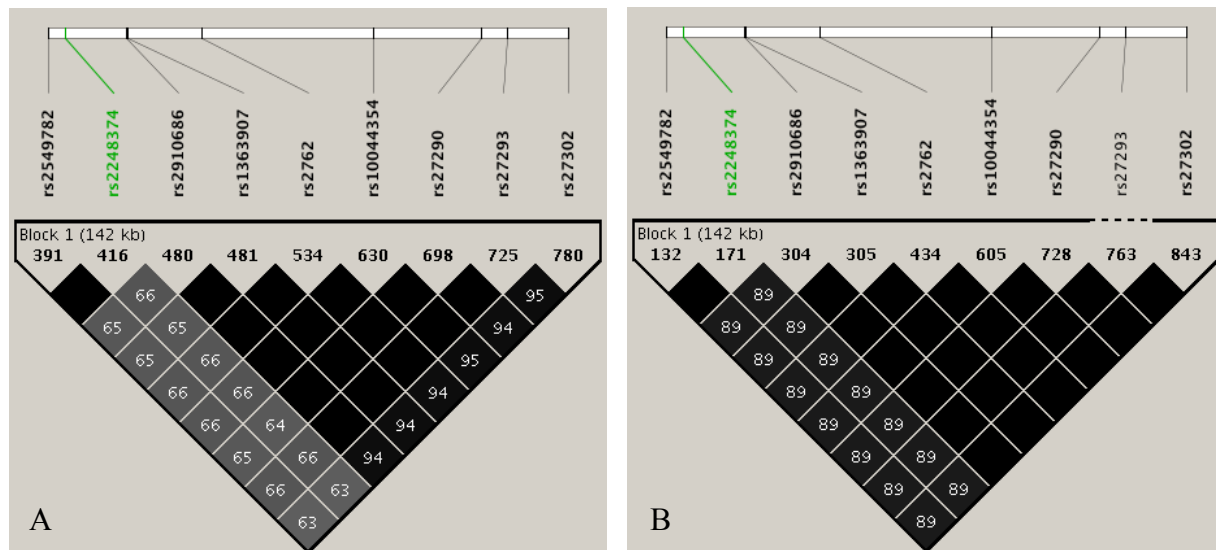 rs2549782
rs2248374
rs2910686
rs1363907
rs2762
rs10044354
rs27290
rs27293
rs27302
Block 1 (142 kb)
391 416 480 481 534 630 698 725 780
66 95
65 65 94
65 66 95
66 66 94
66 64 94
65 66 94
66 63
63
A
rs2549782
rs2248374
rs2910686
rs1363907
rs2762
rs10044354
rs27290
rs27293
rs27302
Block 1 (142 kb)
132 171 304 305 434 605 728 763 843
89
89 89
89 89
89 89
89 89
89 89
89 89
89
B